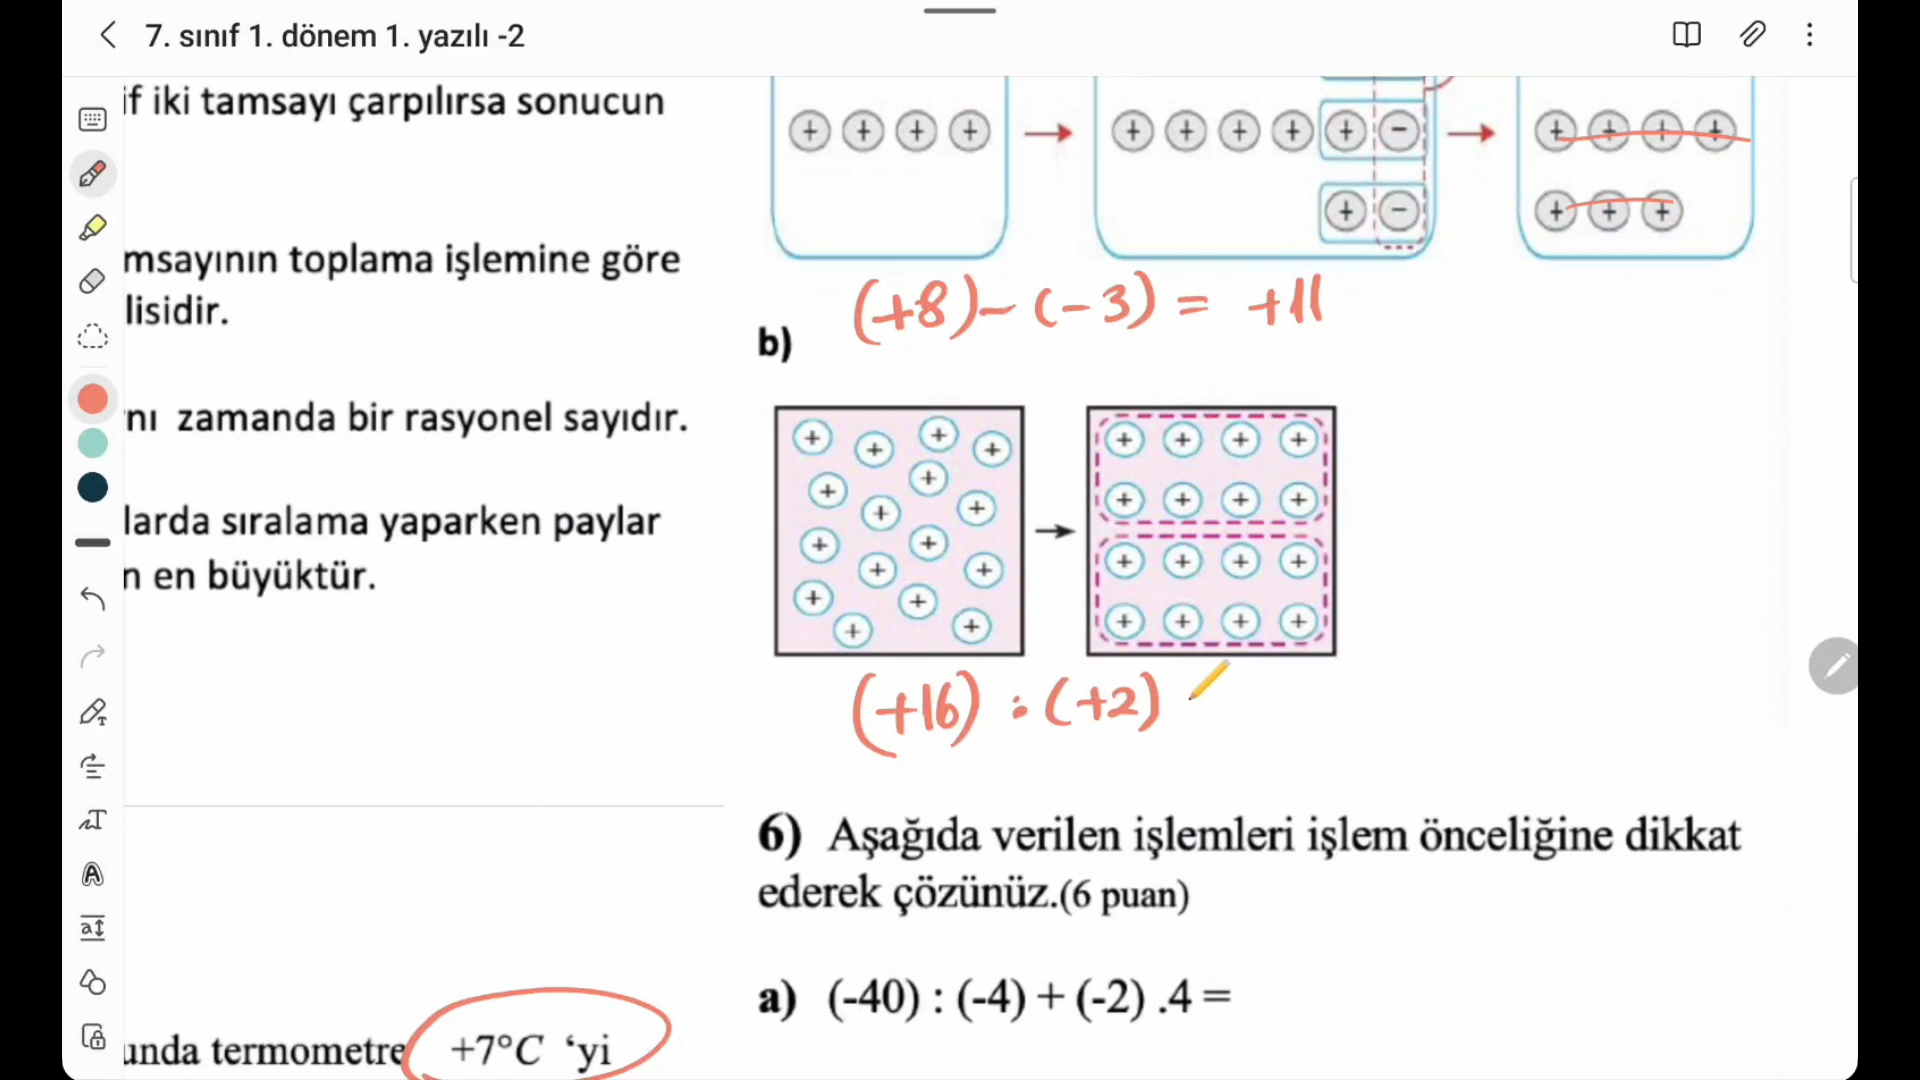 7. sınıf 1. dönem 1. yazılı -2
if iki tamsayı çarpılırsa sonucun
msayının toplama işlemine göre
lisidir.
nı zamanda bir rasyonel sayıdır.
larda sıralama yaparken paylar
n en büyüktür.
unda termometre +7°C ‘yi
+ + + + + + + + + - + + + +
+ - + + +
(+8) - (-3) = +11
b)
+ + + + + + + + + + + + + + + +
+ + + +
+ + + +
+ + + +
+ + + +
(+16) : (+2)
6) Aşağıda verilen işlemleri işlem önceliğine dikkat
ederek çözünüz.(6 puan)
a) (-40) : (-4) + (-2) .4 =